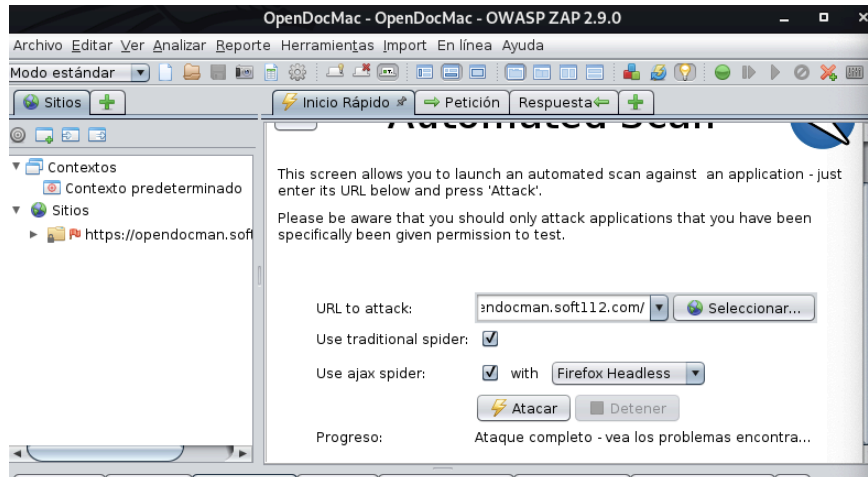 OpenDocMac - OpenDocMac - OWASP ZAP 2.9.0
Archivo Editar Ver Analizar Reporte Herramientas Import En línea Ayuda
Modo estándar
Sitios
Inicio Rápido
Petición
Respuesta
Automated Scan
Contextos
Contexto predeterminado
Sitios
https://opendocman.soft
This screen allows you to launch an automated scan against an application - just
enter its URL below and press 'Attack'.
Please be aware that you should only attack applications that you have been
specifically been given permission to test.
URL to attack:
endocman.soft112.com/
Seleccionar...
Use traditional spider:
Use ajax spider:
with
Firefox Headless
Atacar
Detener
Progreso:
Ataque completo - vea los problemas encontra...